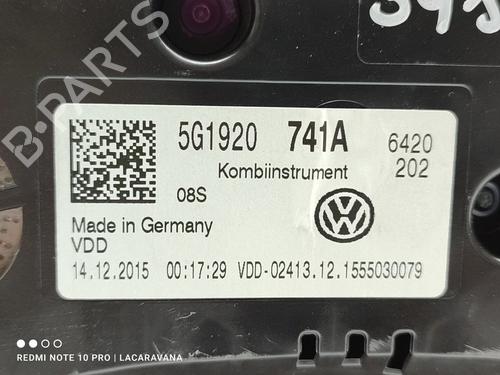 B-PARTS
5G1920 741A 6420
Kombiinstrument 202
08S
Made in Germany
VDD
14.12.2015 00:17:29 VDD-02413.12.1555030079
REDMI NOTE 10 PRO | LACARAVANA